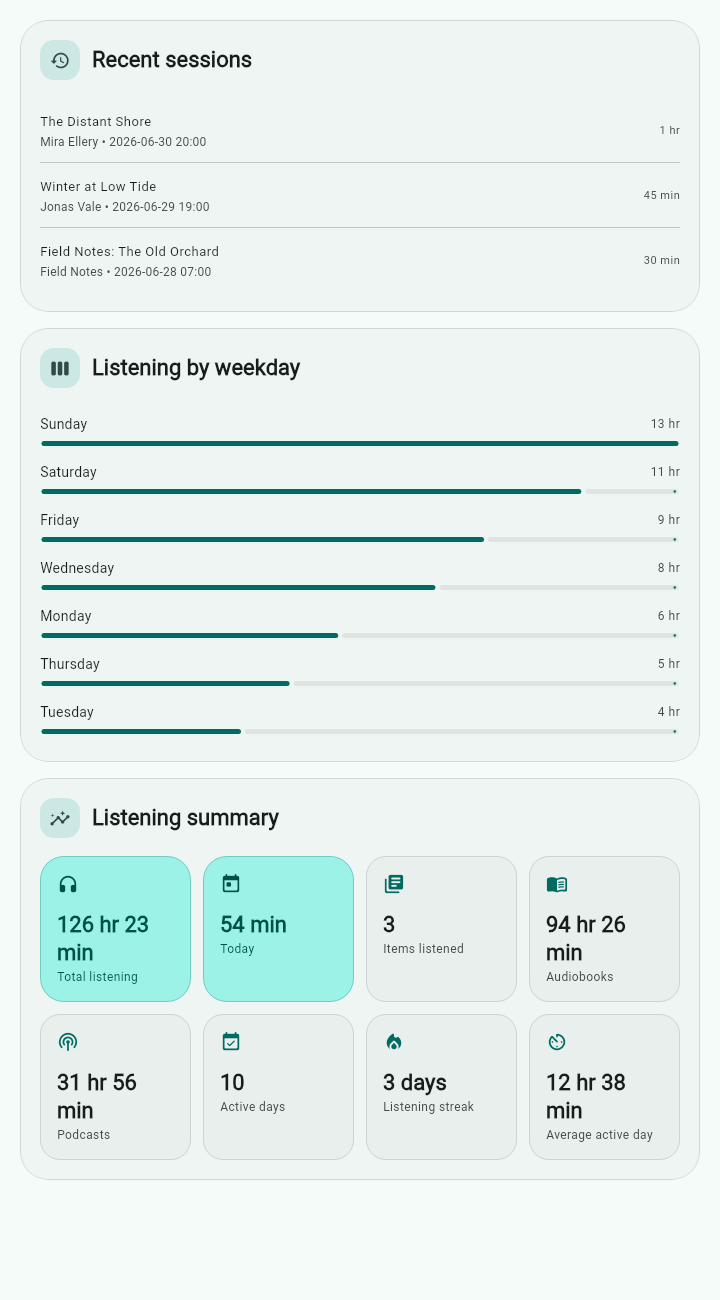 Recent sessions
The Distant Shore
Mira Ellery • 2026-06-30 20:00
1 hr
Winter at Low Tide
Jonas Vale • 2026-06-29 19:00
45 min
Field Notes: The Old Orchard
Field Notes • 2026-06-28 07:00
30 min
Listening by weekday
Sunday
13 hr
Saturday
11 hr
Friday
9 hr
Wednesday
8 hr
Monday
6 hr
Thursday
5 hr
Tuesday
4 hr
Listening summary
126 hr 23
min
Total listening
54 min
Today
3
Items listened
94 hr 26
min
Audiobooks
31 hr 56
min
Podcasts
10
Active days
3 days
Listening streak
12 hr 38
min
Average active day